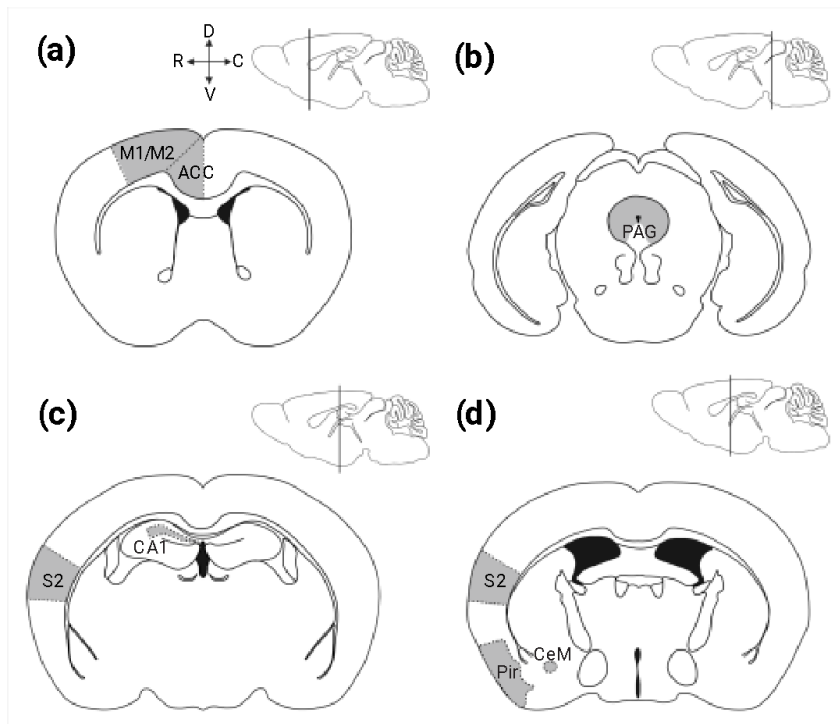 (a)
D
R C
V
M1/M2
ACC
(b)
PAG
(c)
CA1
S2
(d)
S2
CeM
Pir